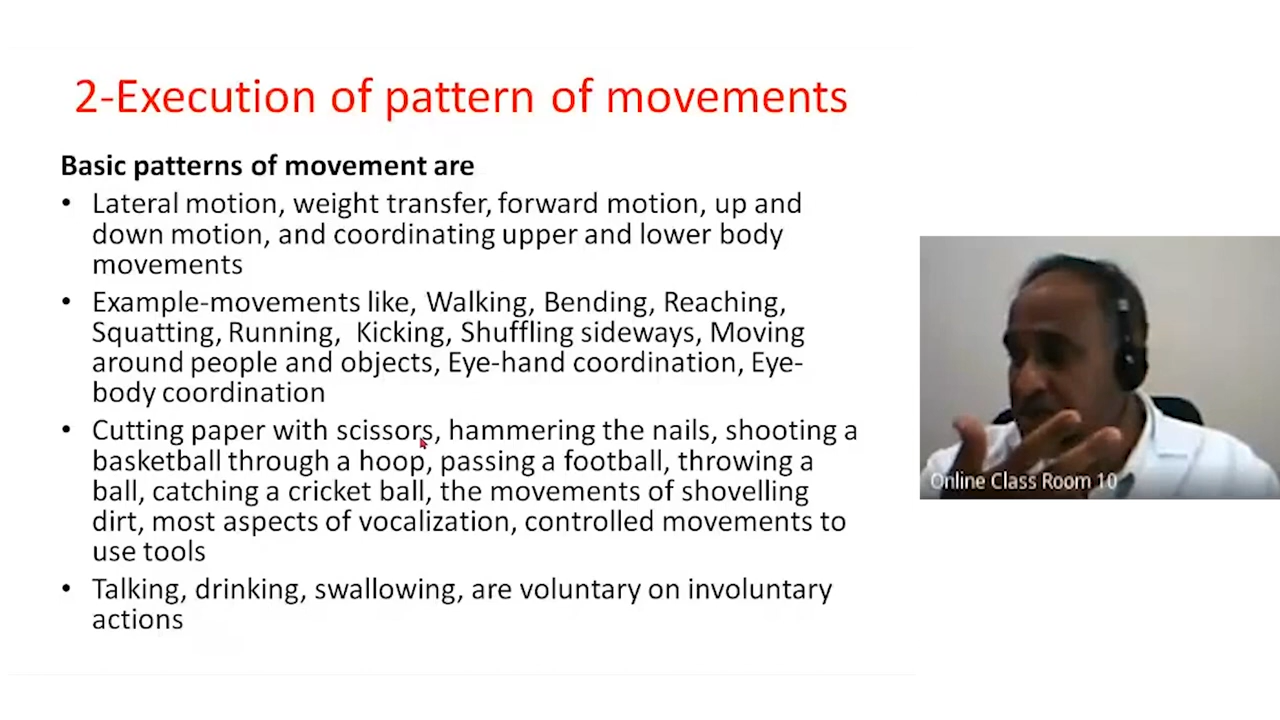 2-Execution of pattern of movements
Basic patterns of movement are
• Lateral motion, weight transfer, forward motion, up and
down motion, and coordinating upper and lower body
movements
• Example-movements like, Walking, Bending, Reaching,
Squatting, Running, Kicking, Shuffling sideways, Moving
around people and objects, Eye-hand coordination, Eye-
body coordination
• Cutting paper with scissors, hammering the nails, shooting a
basketball through a hoop, passing a football, throwing a
ball, catching a cricket ball, the movements of shovelling
dirt, most aspects of vocalization, controlled movements to
use tools
• Talking, drinking, swallowing, are voluntary on involuntary
actions
Online Class Room 10